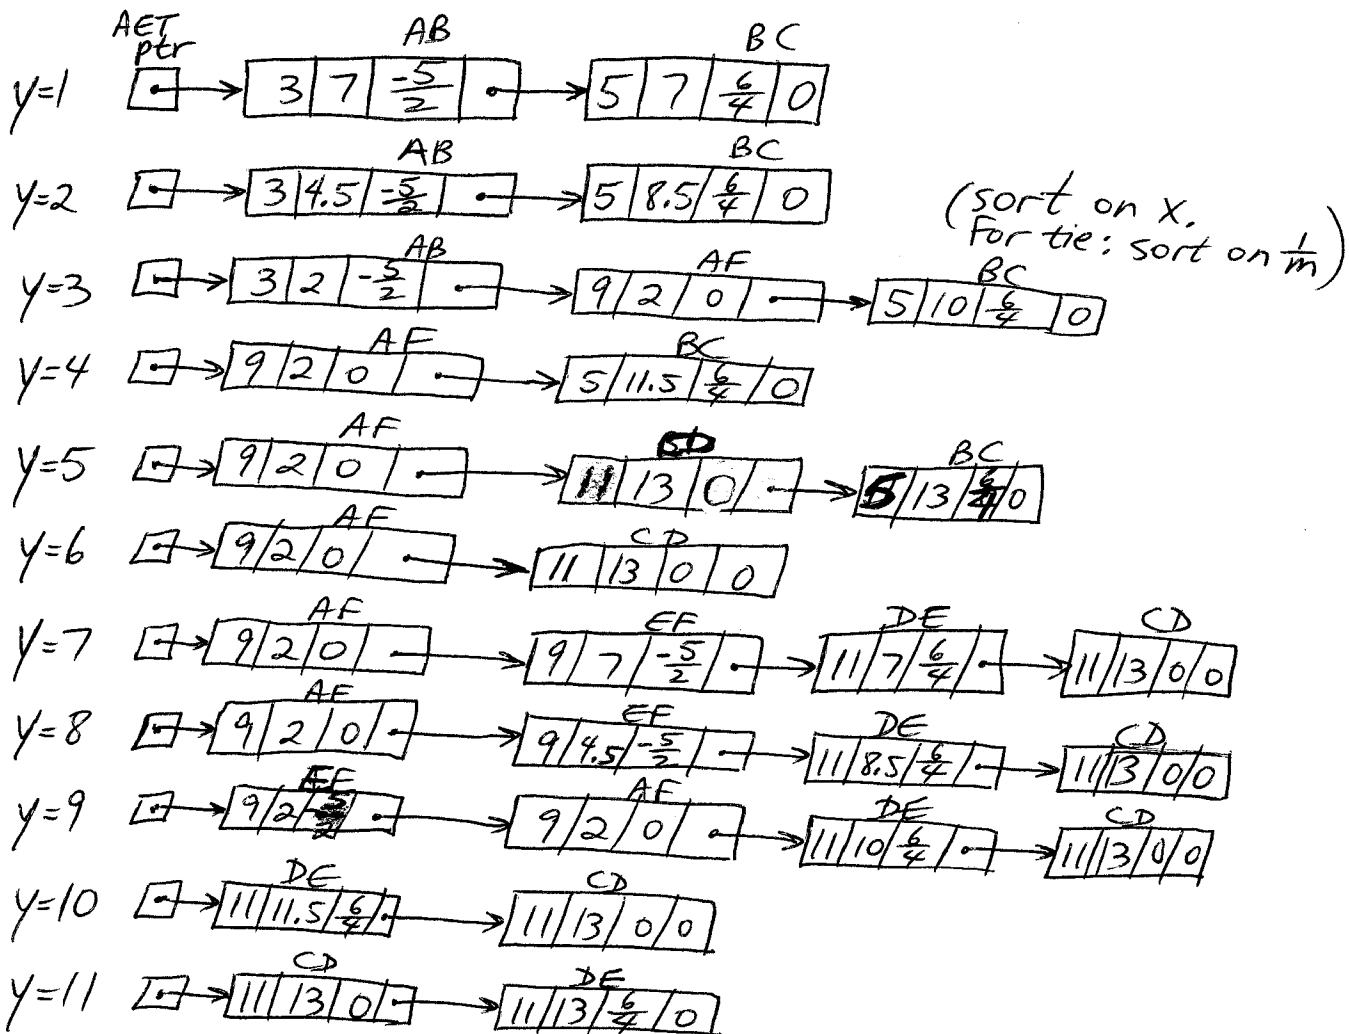 AET
ptr
AB BC
y=1 3 7 -5/2 5 7 6/4 0
AB BC
y=2 3 4.5 -5/2 5 8.5 6/4 0
(sort on x.
For tie: sort on 1/m)
AB AF BC
y=3 3 2 -5/2 9 2 0 5 10 6/4 0
AF BC
y=4 9 2 0 5 11.5 6/4 0
AF BC
y=5 9 2 0 11 13 0 5 13 6/4 0
AF CD
y=6 9 2 0 11 13 0 0
AF EF DE CD
y=7 9 2 0 9 7 -5/2 11 7 6/4 11 13 0 0
AF EF DE CD
y=8 9 2 0 9 4.5 -5/2 11 8.5 6/4 11 13 0 0
EF AF DE CD
y=9 9 2 -5/2 9 2 0 11 10 6/4 11 13 0 0
DE CD
y=10 11 11.5 6/4 11 13 0 0
CD DE
y=11 11 13 0 11 13 6/4 0